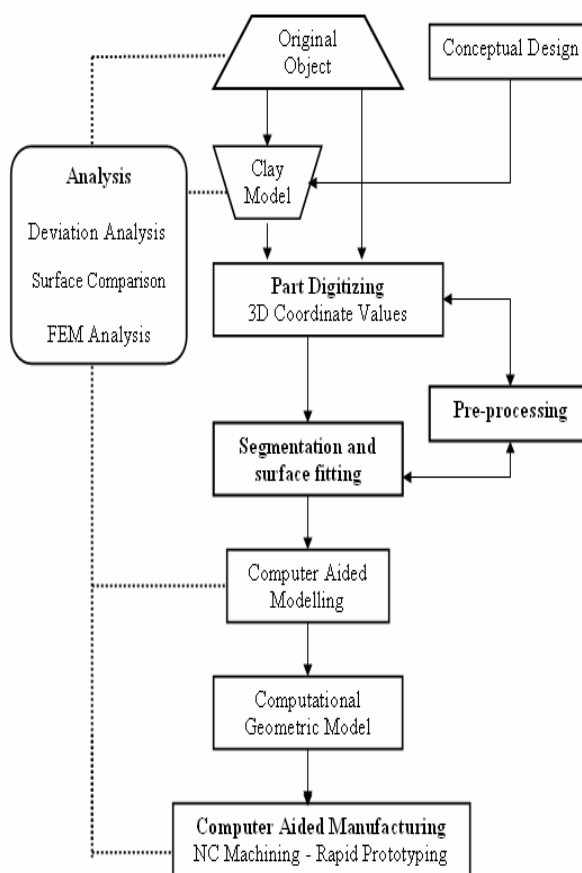 Original
Object
Conceptual Design
Clay
Model
Analysis
Deviation Analysis
Surface Comparison
FEM Analysis
Part Digitizing
3D Coordinate Values
Pre-processing
Segmentation and
surface fitting
Computer Aided
Modelling
Computational
Geometric Model
Computer Aided Manufacturing
NC Machining - Rapid Prototyping